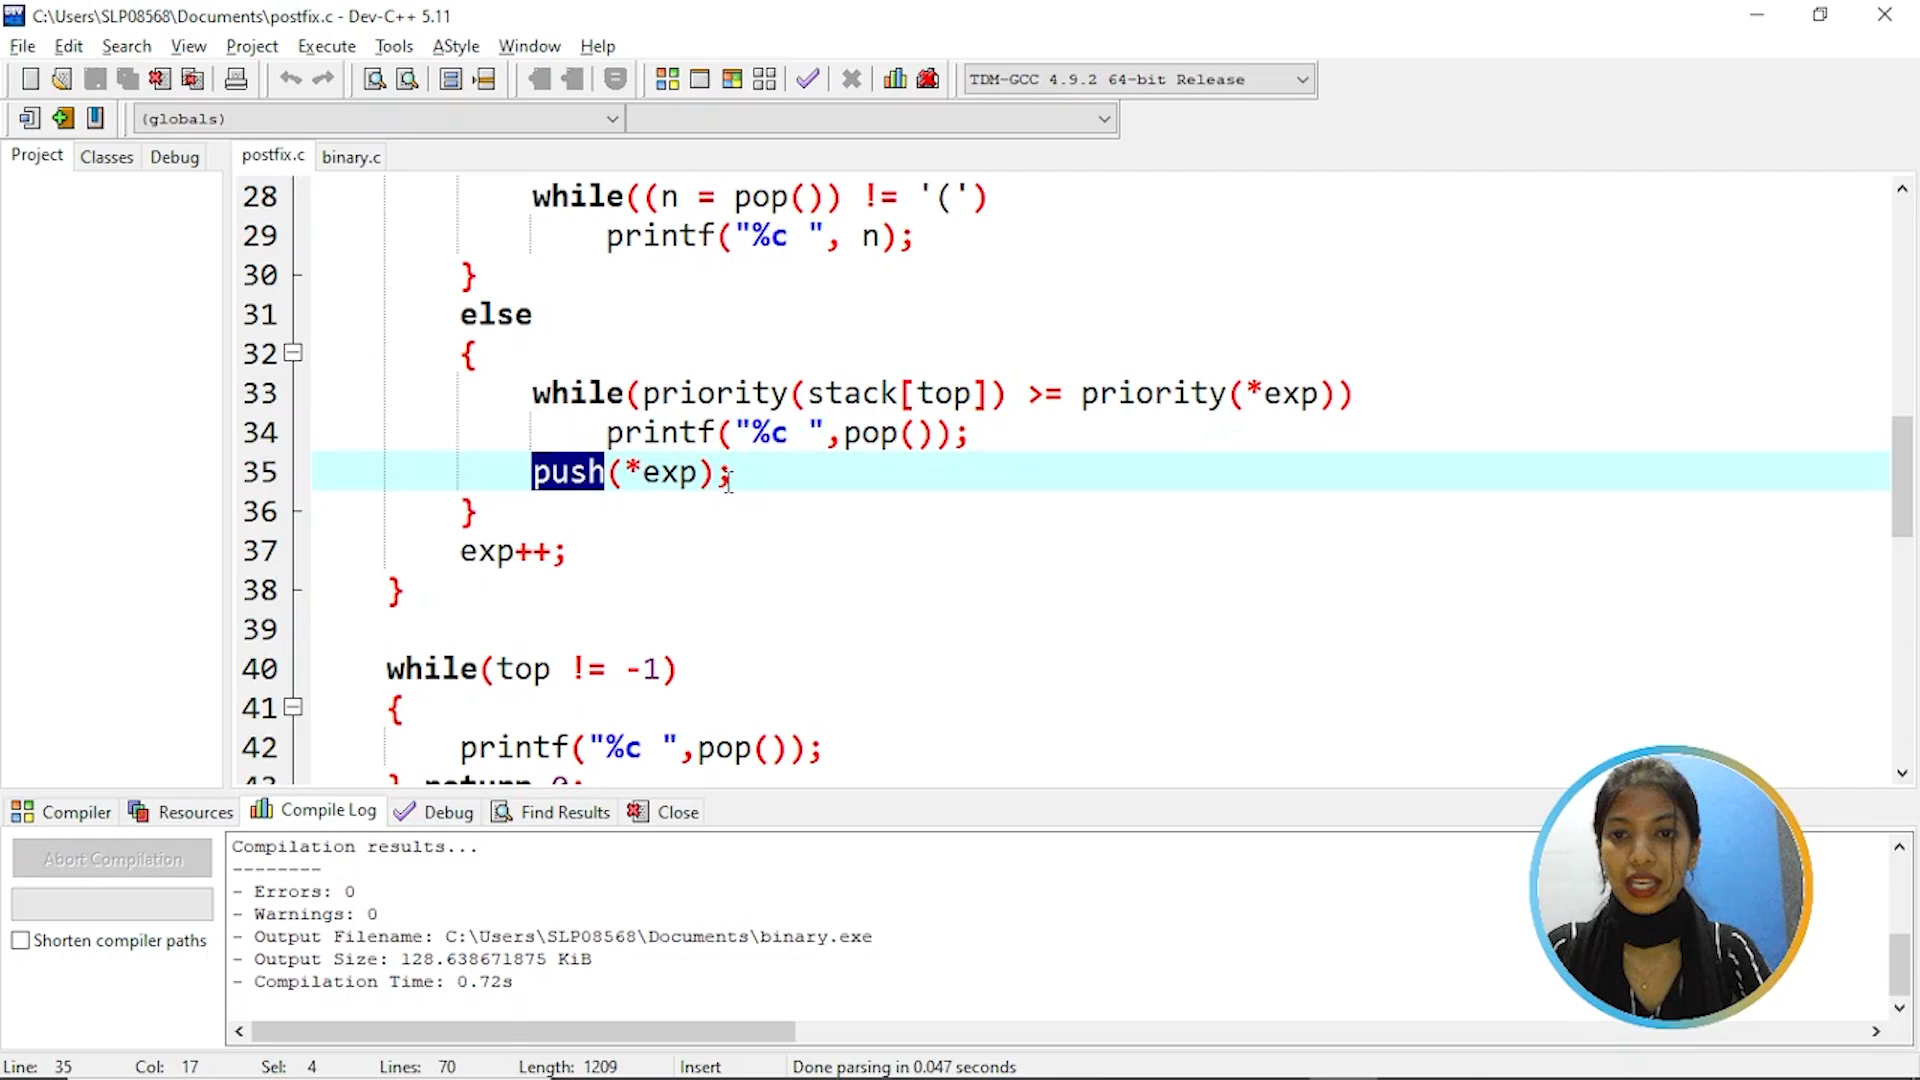 C:\Users\SLP08568\Documents\postfix.c - Dev-C++ 5.11
File Edit Search View Project Execute Tools AStyle Window Help
TDM-GCC 4.9.2 64-bit Release
(globals)
Project Classes Debug postfix.c binary.c
28 while((n = pop()) != '(')
29 printf("%c ", n);
30 }
31 else
32 {
33 while(priority(stack[top]) >= priority(*exp))
34 printf("%c ",pop());
35 push(*exp);
36 }
37 exp++;
38 }
39
40 while(top != -1)
41 {
42 printf("%c ",pop());
43 } return 0;
Compiler Resources Compile Log Debug Find Results Close
Abort Compilation
Shorten compiler paths
Compilation results...
--------
- Errors: 0
- Warnings: 0
- Output Filename: C:\Users\SLP08568\Documents\binary.exe
- Output Size: 128.638671875 KiB
- Compilation Time: 0.72s
Line: 35 Col: 17 Sel: 4 Lines: 70 Length: 1209 Insert Done parsing in 0.047 seconds